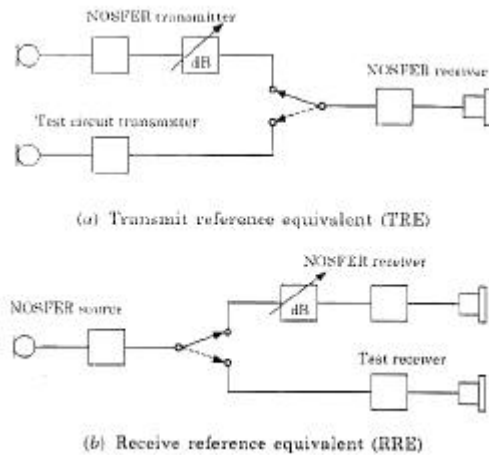 NOSFER transmitter
dB
NOSFER receiver
Test circuit transmitter
(a) Transmit reference equivalent (TRE)
NOSFER receiver
dB
NOSFER source
Test receiver
(b) Receive reference equivalent (RRE)